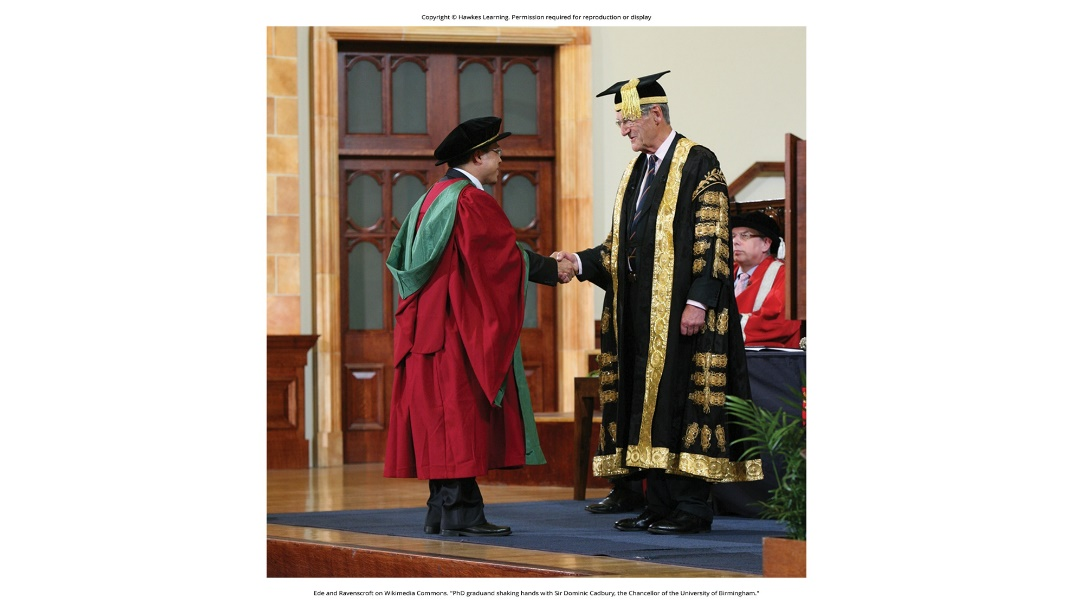 Copyright © Hawkes Learning. Permission required for reproduction or display
Ede and Ravenscroft on Wikimedia Commons. "PhD graduand shaking hands with Sir Dominic Cadbury, the Chancellor of the University of Birmingham."